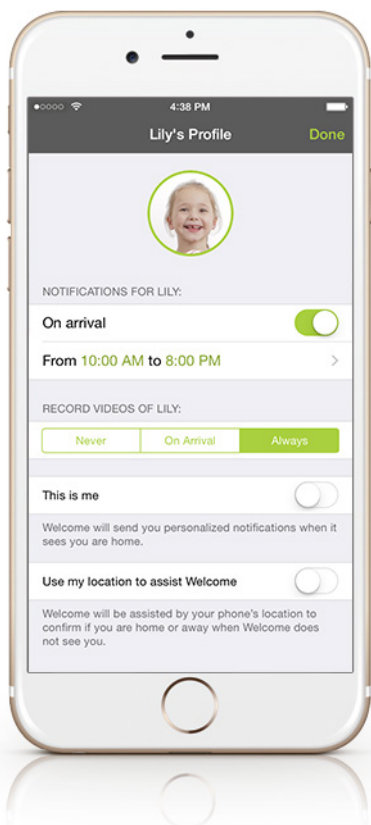 4:38 PM
Lily's Profile Done
NOTIFICATIONS FOR LILY:
On arrival
From 10:00 AM to 8:00 PM
RECORD VIDEOS OF LILY:
Never On Arrival Always
This is me
Welcome will send you personalized notifications when it
sees you are home.
Use my location to assist Welcome
Welcome will be assisted by your phone's location to
confirm if you are home or away when Welcome does
not see you.